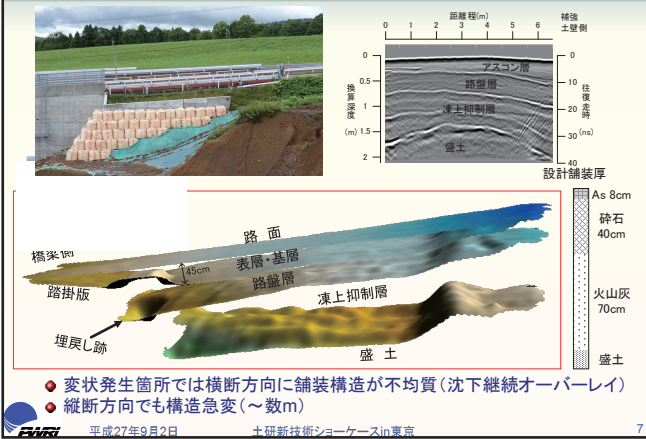 距離程(m)
補強
土壁側
0 1 2 3 4 5 6
換算深度
(m)
0
0.5
1
1.5
2
アスコン層
路盤層
凍上抑制層
盛土
0
10
20
30
40
往復走時
(ns)
設計舗装厚
As 8cm
砕石
40cm
火山灰
70cm
盛土
橋梁側
路面
45cm
表層・基層
踏掛版
路盤層
凍上抑制層
埋戻し跡
盛土
変状発生箇所では横断方向に舗装構造が不均質(沈下継続オーバーレイ)
縦断方向でも構造急変(~数m)
PWRI
平成27年9月2日
土研新技術ショーケースin東京
7